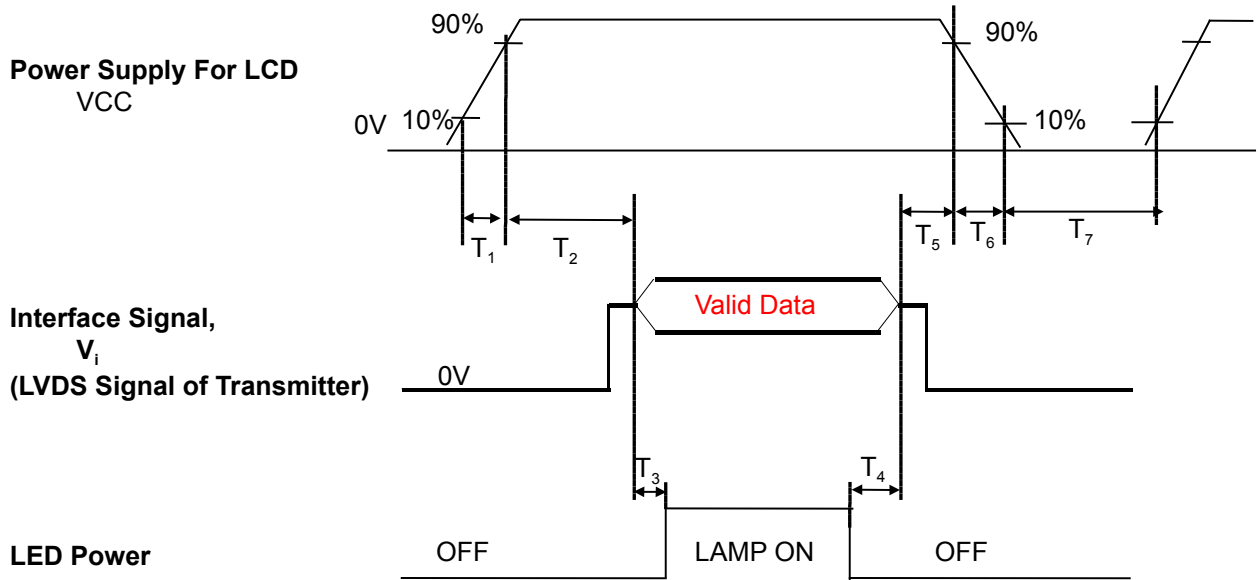 90%
90%
Power Supply For LCD
VCC
0V
10%
10%
T1
T2
T5
T6
T7
Valid Data
Interface Signal,
Vi
(LVDS Signal of Transmitter)
0V
T3
T4
LED Power
OFF
LAMP ON
OFF